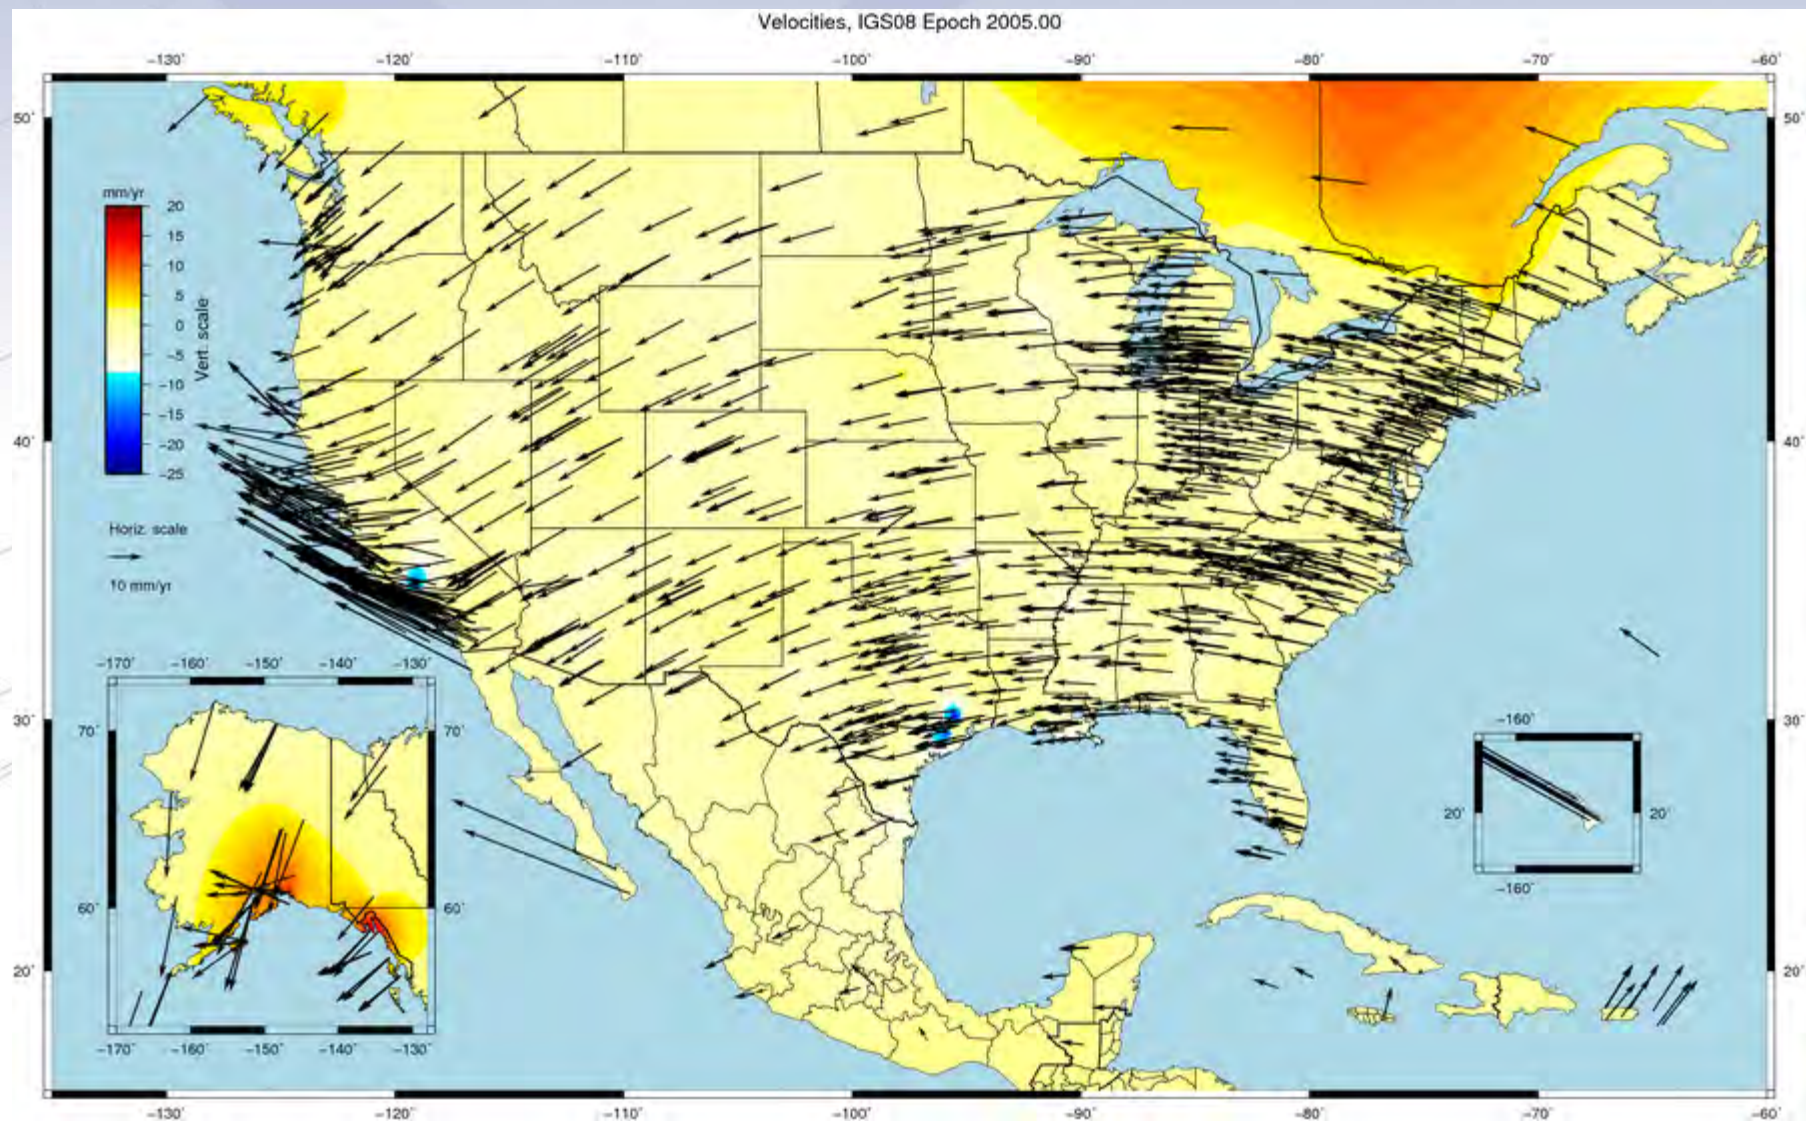 Velocities, IGS08 Epoch 2005.00
-130° -120° -110° -100° -90° -80° -70° -60°
50° 50°
mm/yr
20
15
10
5
0
-5
-10
-15
-20
-25
Vert. scale
40° 40°
Horiz. scale
10 mm/yr
-170° -160° -150° -140° -130°
30° 30°
70° 70°
-160°
20° 20°
-160°
60° 60°
20° 20°
-170° -160° -150° -140° -130°
-130° -120° -110° -100° -90° -80° -70° -60°